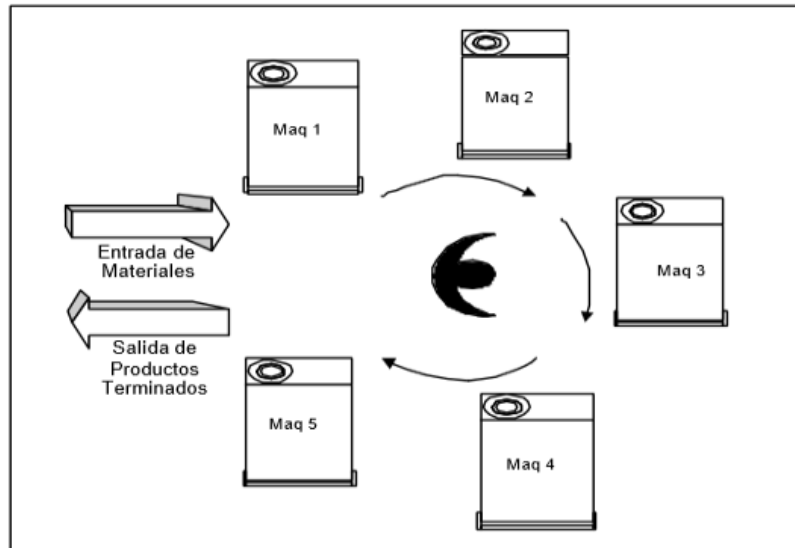 Maq 1
Maq 2
Entrada de
Materiales
Maq 3
Salida de
Productos
Terminados
Maq 5
Maq 4